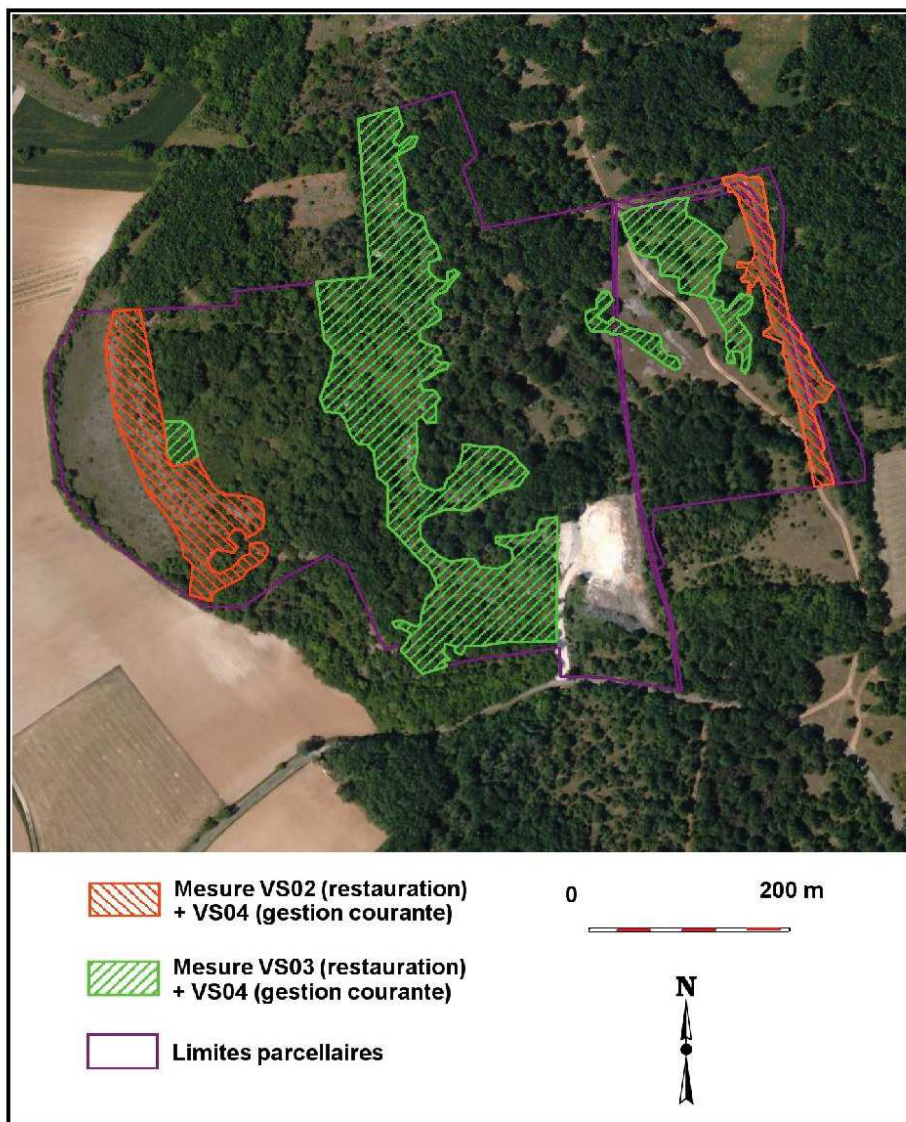 Mesure VS02 (restauration)
+ VS04 (gestion courante)
0 200 m
Mesure VS03 (restauration)
+ VS04 (gestion courante)
N
Limites parcellaires